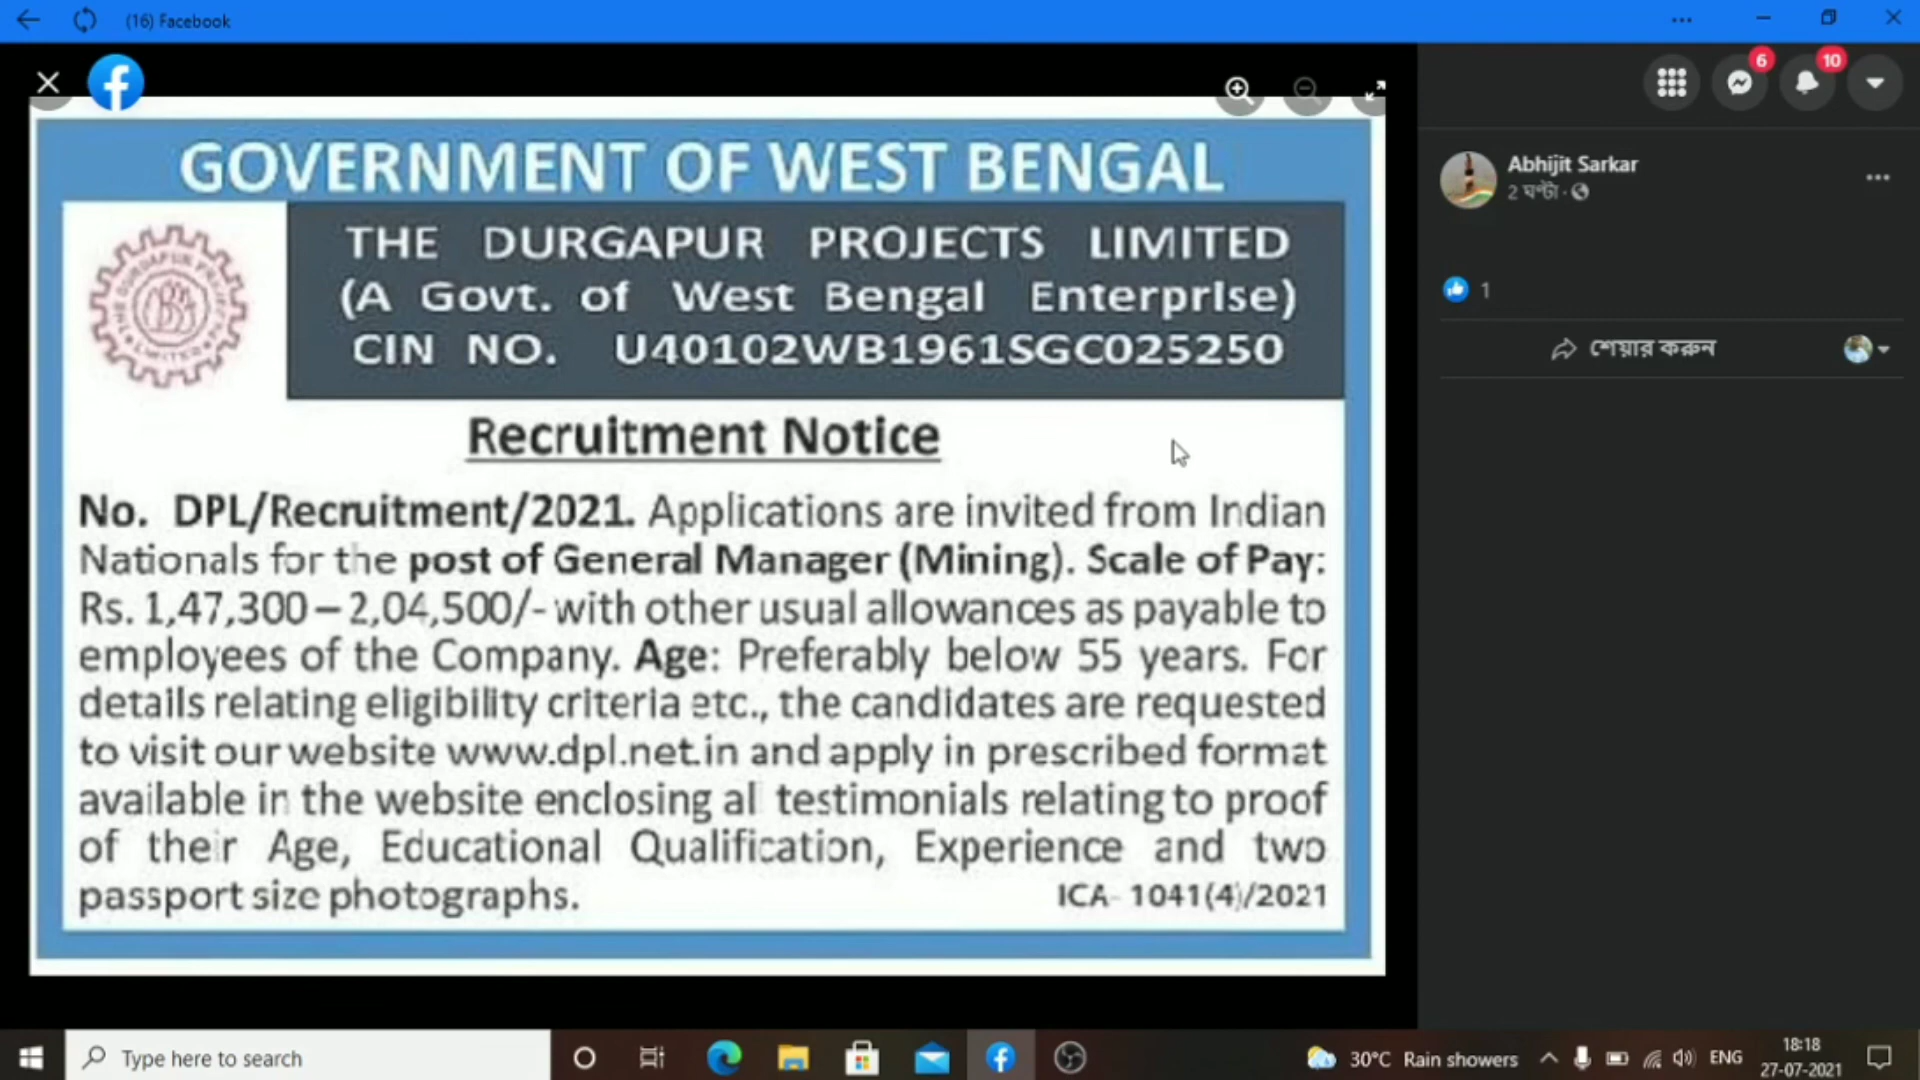 (16) Facebook
GOVERNMENT OF WEST BENGAL
THE DURGAPUR PROJECTS LIMITED
(A Govt. of West Bengal Enterprise)
CIN NO. U40102WB1961SGC025250
Recruitment Notice
No. DPL/Recruitment/2021. Applications are invited from Indian
Nationals for the post of General Manager (Mining). Scale of Pay:
Rs. 1,47,300 – 2,04,500/- with other usual allowances as payable to
employees of the Company. Age: Preferably below 55 years. For
details relating eligibility criteria etc., the candidates are requested
to visit our website www.dpl.net.in and apply in prescribed format
available in the website enclosing all testimonials relating to proof
of their Age, Educational Qualification, Experience and two
passport size photographs.
ICA- 1041(4)/2021
6
10
Abhijit Sarkar
2 ঘণ্টা ·
1
শেয়ার করুন
Type here to search
30°C Rain showers
ENG
18:18
27-07-2021